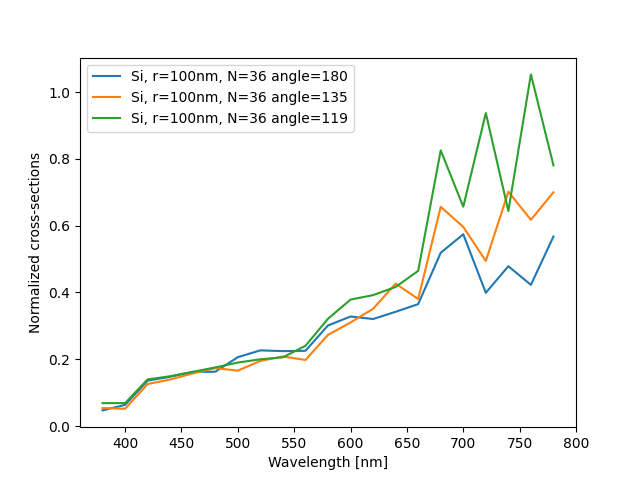 Si, r=100nm, N=36 angle=180
Si, r=100nm, N=36 angle=135
Si, r=100nm, N=36 angle=119
1.0
0.8
0.6
0.4
0.2
0.0
Normalized cross-sections
400 450 500 550 600 650 700 750 800
Wavelength [nm]